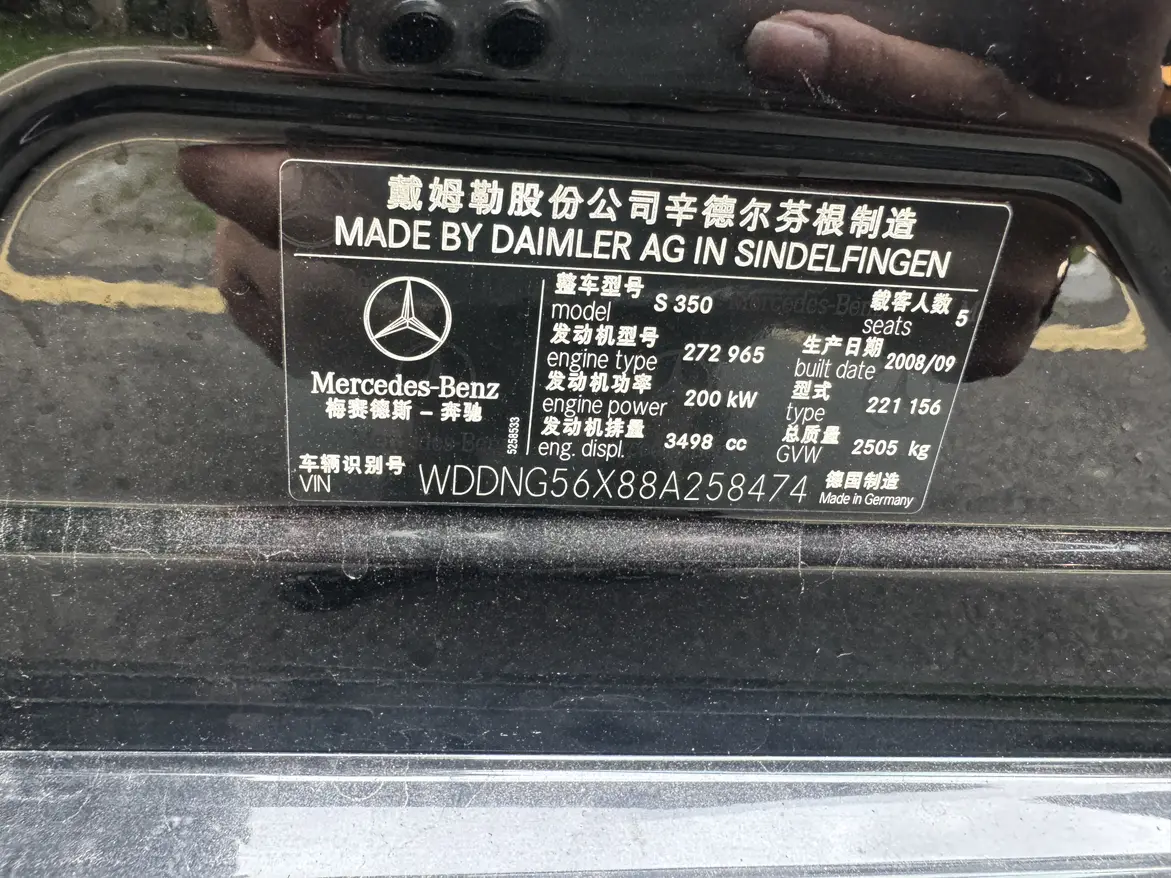 戴姆勒股份公司辛德尔芬根制造
MADE BY DAIMLER AG IN SINDELFINGEN
Mercedes-Benz
梅赛德斯 – 奔驰
5258533
整车型号 S 350 载客人数 5
model seats
发动机型号 272 965 生产日期 2008/09
engine type built date
发动机功率 200 kW 型式 221 156
engine power type
发动机排量 3498 cc 总质量 2505 kg
eng. displ. GVW
车辆识别号 WDDNG56X88A258474 德国制造
VIN Made in Germany